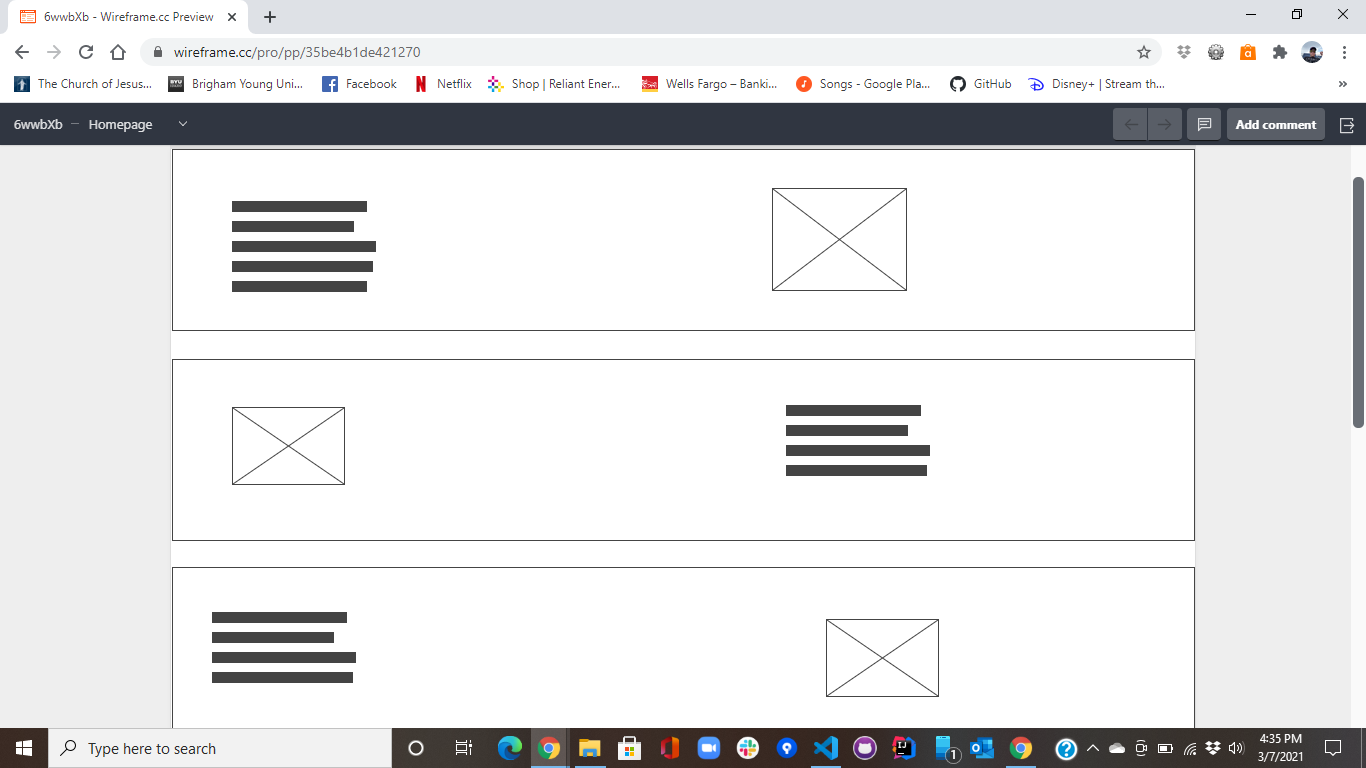 6wwbXb - Wireframe.cc Preview
wireframe.cc/pro/pp/35be4b1de421270
The Church of Jesus... BYU Brigham Young Uni... Facebook Netflix Shop | Reliant Ener... Wells Fargo – Banki... Songs - Google Pla... GitHub Disney+ | Stream th... »
6wwbXb – Homepage Add comment
Type here to search
1
4:35 PM
3/7/2021